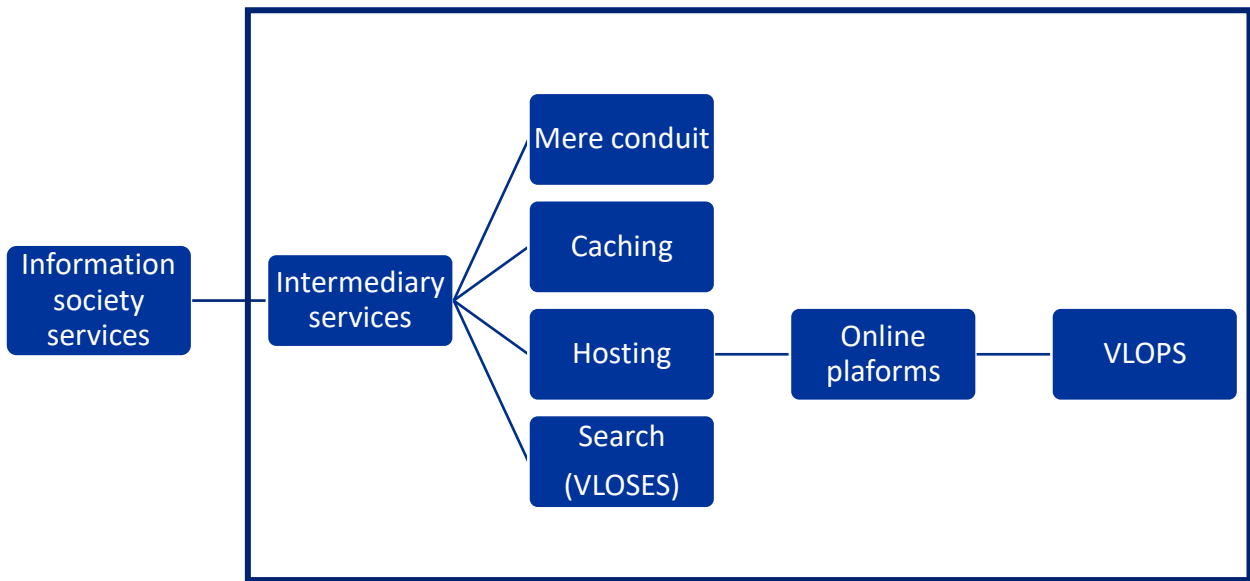 Information
society
services
Intermediary
services
Mere conduit
Caching
Hosting
Search
(VLOSES)
Online
plaforms
VLOPS